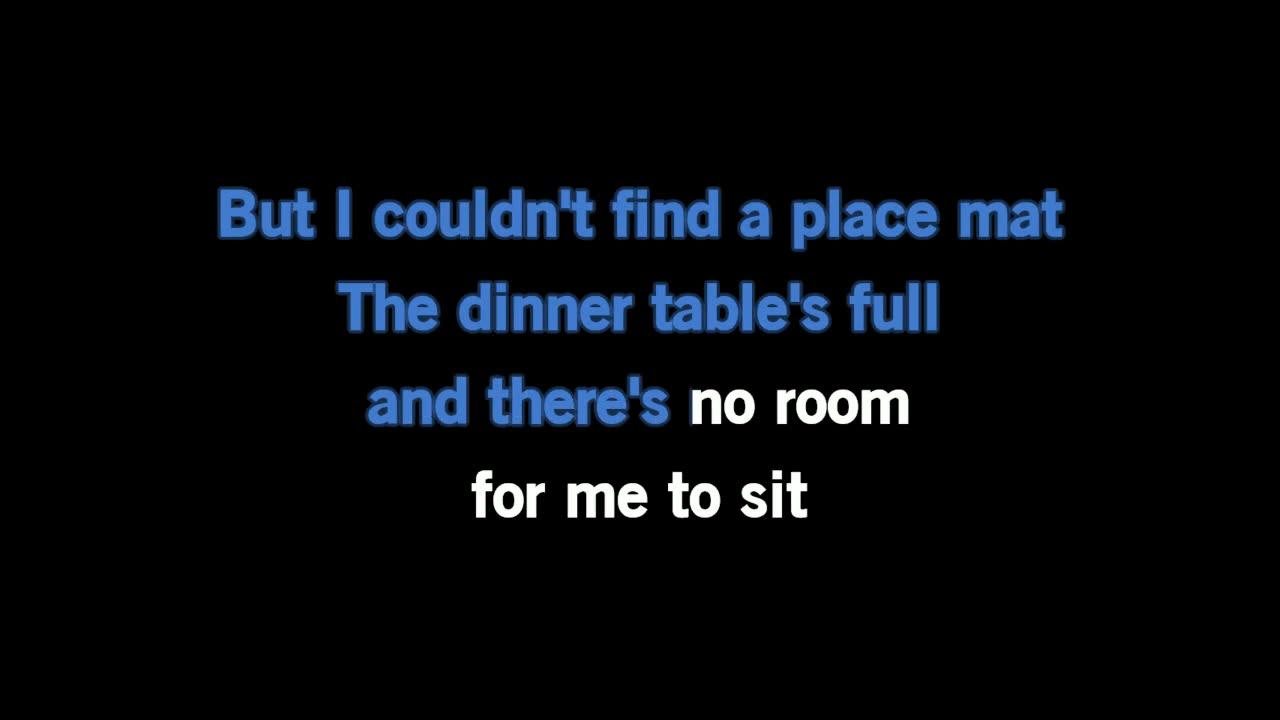 But I couldn't find a place mat
The dinner table's full
and there's no room
for me to sit